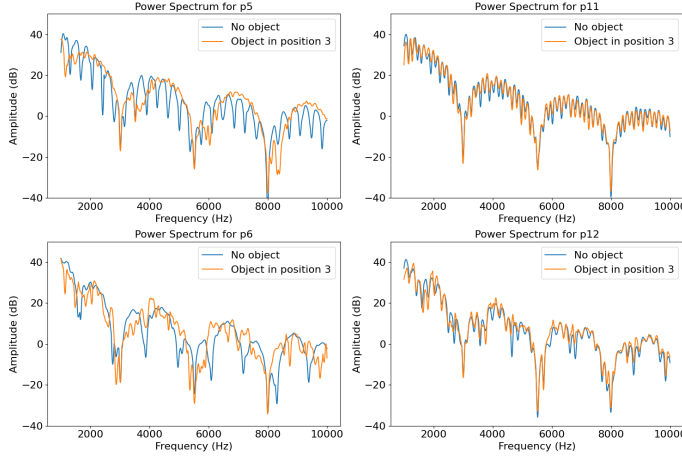 Power Spectrum for p5
40
20
0
−20
−40
Amplitude (dB)
No object
Object in position 3
2000 4000 6000 8000 10000
Frequency (Hz)
Power Spectrum for p11
40
20
0
−20
−40
Amplitude (dB)
No object
Object in position 3
2000 4000 6000 8000 10000
Frequency (Hz)
Power Spectrum for p6
40
20
0
−20
−40
Amplitude (dB)
No object
Object in position 3
2000 4000 6000 8000 10000
Frequency (Hz)
Power Spectrum for p12
40
20
0
−20
−40
Amplitude (dB)
No object
Object in position 3
2000 4000 6000 8000 10000
Frequency (Hz)